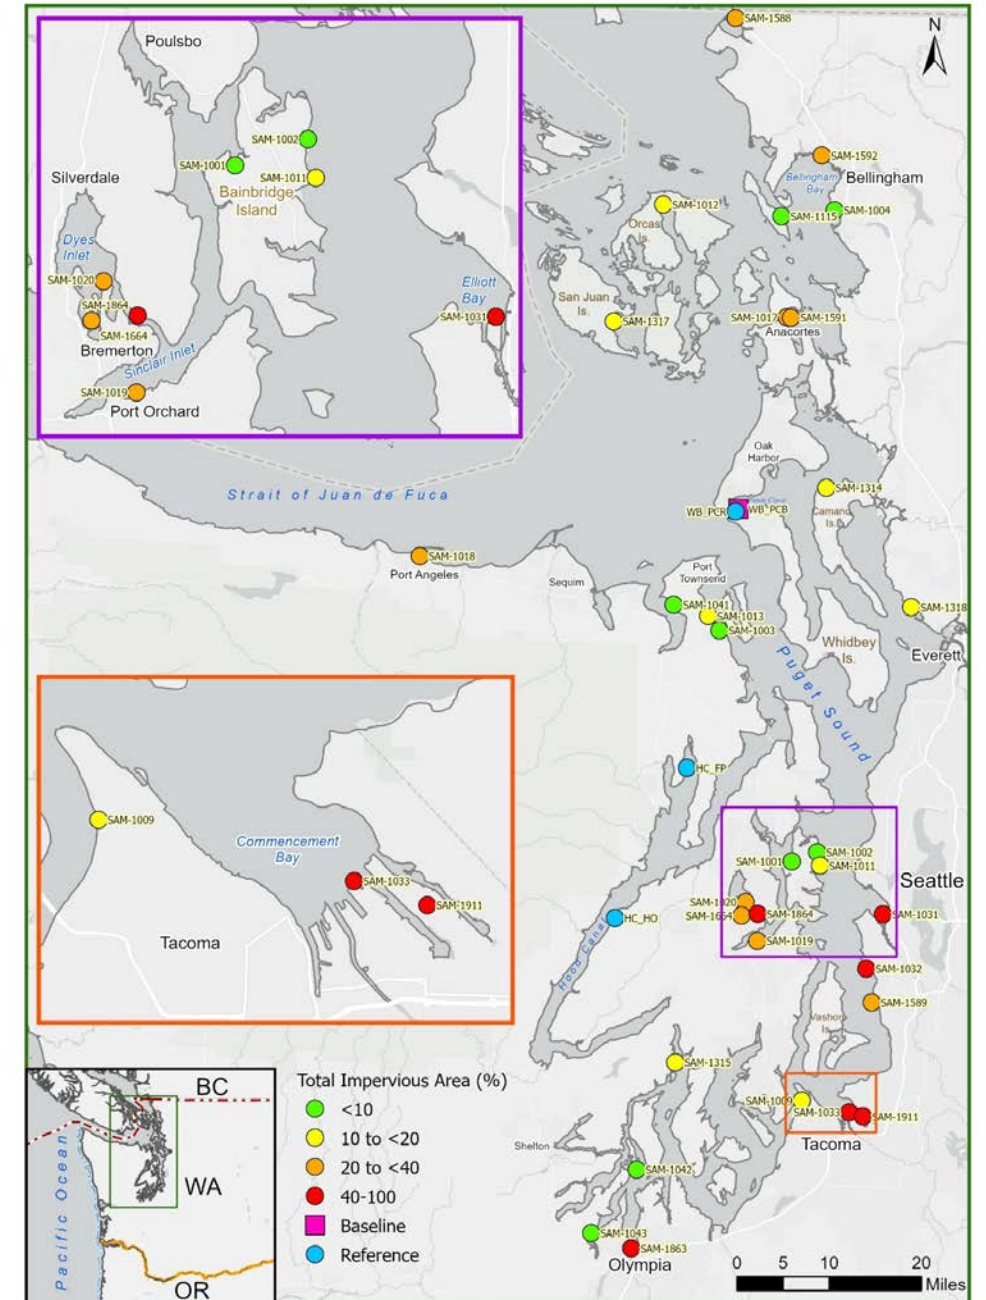 Poulsbo
SAM-1002
SAM-1001
SAM-1011
Bainbridge
Island
Silverdale
Dyes
Inlet
SAM-1020
SAM-1864
SAM-1664
Bremerton
Sinclair Inlet
SAM-1019
Port Orchard
Elliott
Bay
SAM-1031
SAM-1588
N
SAM-1592
Bellingham
Bay
Bellingham
SAM-1115
SAM-1004
SAM-1012
Orcas
Is.
San Juan
Is.
SAM-1317
SAM-1017
SAM-1591
Anacortes
Oak
Harbor
SAM-1314
Camano
Is.
WB_PCR
WB_PCB
Strait of Juan de Fuca
SAM-1018
Port Angeles
Sequim
Port
Townsend
SAM-1041
SAM-1013
SAM-1003
SAM-1318
Everett
Whidbey
Is.
Puget Sound
HC_FP
HC_HO
Hood Canal
SAM-1009
Commencement
Bay
SAM-1033
SAM-1911
Tacoma
SAM-1001
SAM-1002
SAM-1011
Seattle
SAM-1020
SAM-1664
SAM-1864
SAM-1031
SAM-1019
SAM-1032
SAM-1589
Vashon
Is.
SAM-1315
SAM-1009
SAM-1033
SAM-1911
Tacoma
Shelton
SAM-1042
SAM-1043
SAM-1863
Olympia
BC
WA
OR
Pacific Ocean
Total Impervious Area (%)
<10
10 to <20
20 to <40
40-100
Baseline
Reference
0 5 10 20
Miles